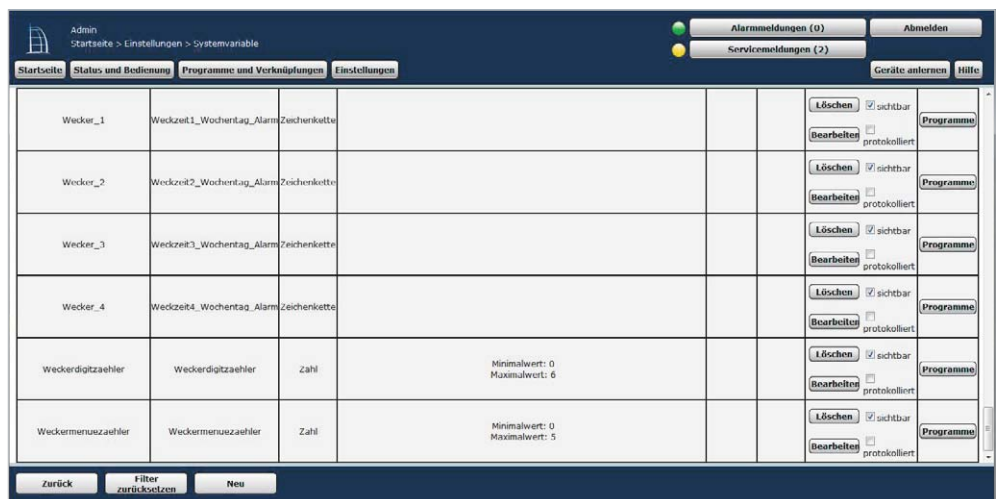 Admin
Startseite > Einstellungen > Systemvariable
Alarmmeldungen (0)
Abmelden
Servicemeldungen (2)
Startseite
Status und Bedienung
Programme und Verknüpfungen
Einstellungen
Geräte anlernen
Hilfe
Wecker_1
Weckzeit1_Wochentag_Alarm
Zeichenkette
Löschen
sichtbar
Bearbeiten
protokolliert
Programme
Wecker_2
Weckzeit2_Wochentag_Alarm
Zeichenkette
Löschen
sichtbar
Bearbeiten
protokolliert
Programme
Wecker_3
Weckzeit3_Wochentag_Alarm
Zeichenkette
Löschen
sichtbar
Bearbeiten
protokolliert
Programme
Wecker_4
Weckzeit4_Wochentag_Alarm
Zeichenkette
Löschen
sichtbar
Bearbeiten
protokolliert
Programme
Weckerdigitzaehler
Weckerdigitzaehler
Zahl
Minimalwert: 0
Maximalwert: 6
Löschen
sichtbar
Bearbeiten
protokolliert
Programme
Weckermenuezaehler
Weckermenuezaehler
Zahl
Minimalwert: 0
Maximalwert: 5
Löschen
sichtbar
Bearbeiten
protokolliert
Programme
Zurück
Filter
zurücksetzen
Neu